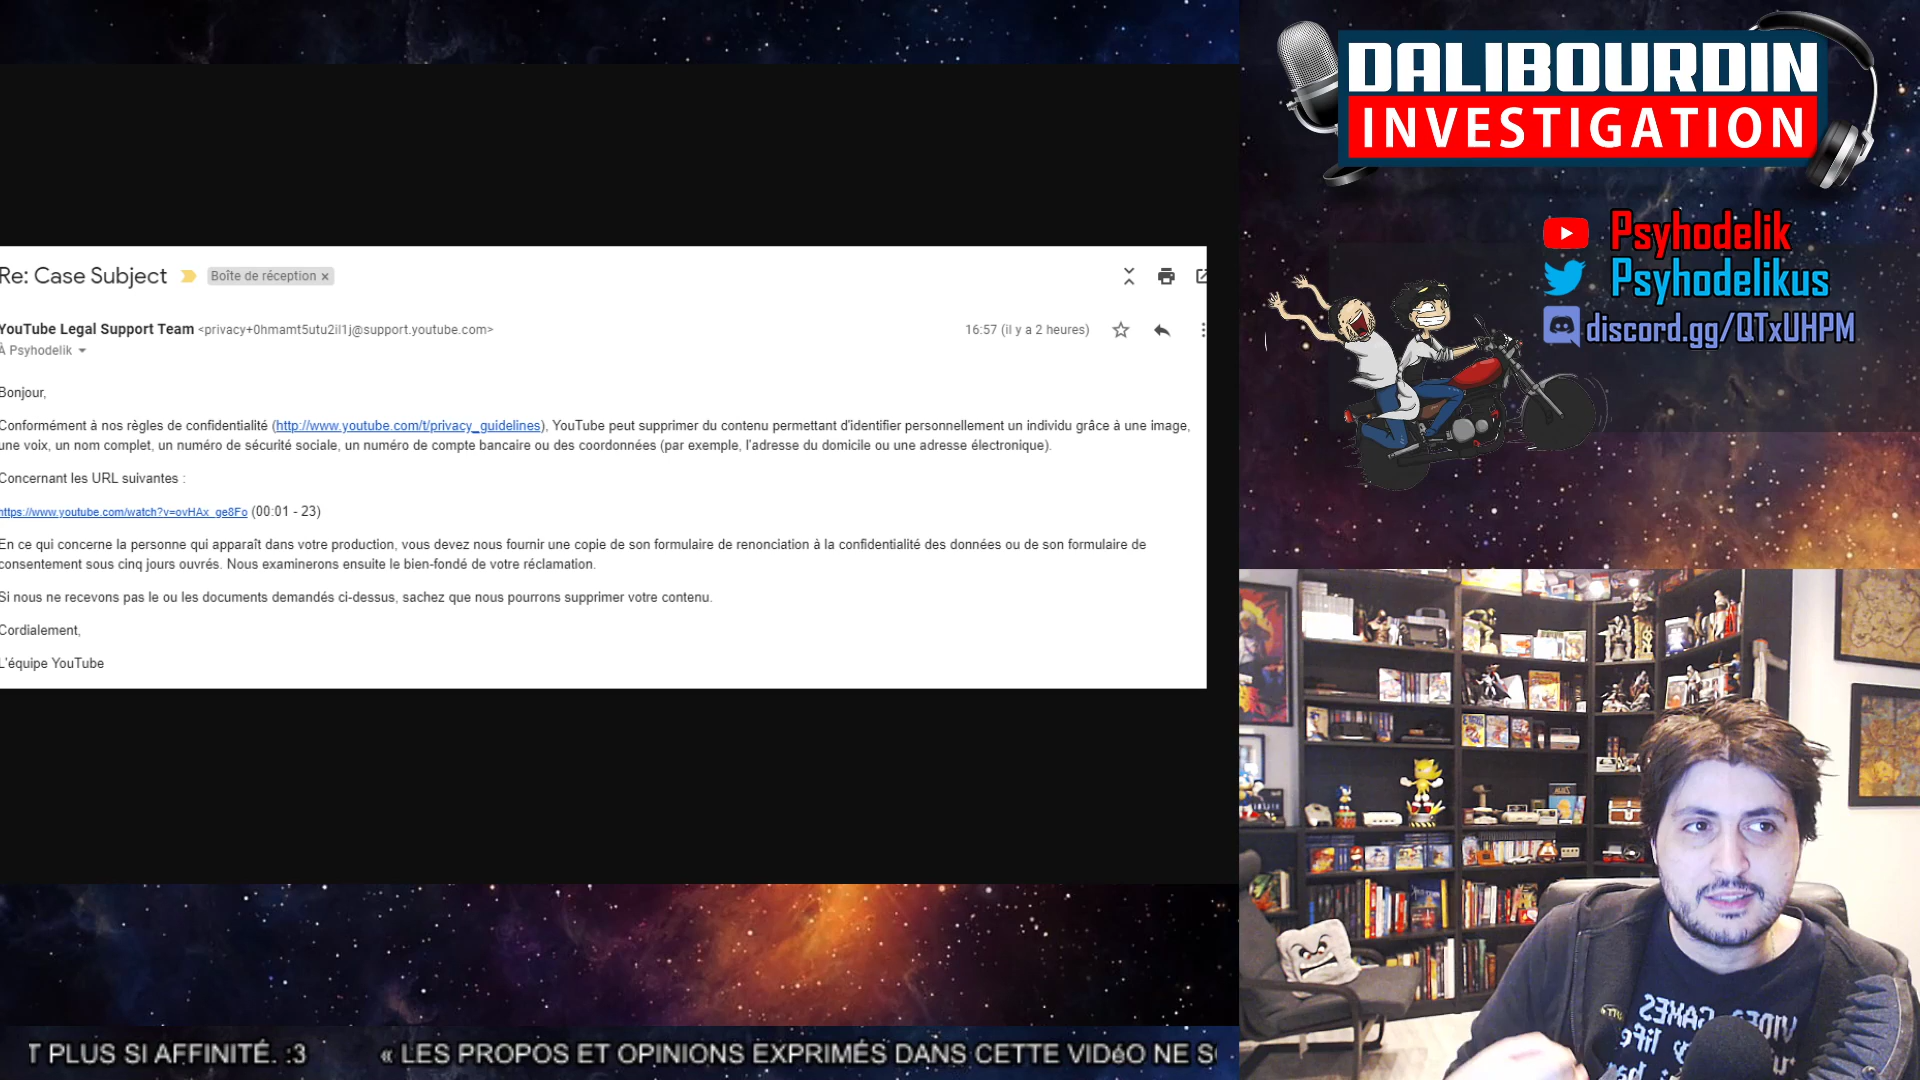 DALIBOURDIN
INVESTIGATION
Psyhodelik
Psyhodelikus
discord.gg/QTxUHPM
Re: Case Subject
Boîte de réception ×
YouTube Legal Support Team <privacy+0hmamt5utu2il1j@support.youtube.com>
16:57 (il y a 2 heures)
À Psyhodelik
Bonjour,
Conformément à nos règles de confidentialité (http://www.youtube.com/t/privacy_guidelines), YouTube peut supprimer du contenu permettant d'identifier personnellement un individu grâce à une image,
une voix, un nom complet, un numéro de sécurité sociale, un numéro de compte bancaire ou des coordonnées (par exemple, l'adresse du domicile ou une adresse électronique).
Concernant les URL suivantes :
https://www.youtube.com/watch?v=ovHAx_ge8Fo (00:01 - 23)
En ce qui concerne la personne qui apparaît dans votre production, vous devez nous fournir une copie de son formulaire de renonciation à la confidentialité des données ou de son formulaire de
consentement sous cinq jours ouvrés. Nous examinerons ensuite le bien-fondé de votre réclamation.
Si nous ne recevons pas le ou les documents demandés ci-dessus, sachez que nous pourrons supprimer votre contenu.
Cordialement,
L'équipe YouTube
VIDEO GAMES
T PLUS SI AFFINITÉ. :3 « LES PROPOS ET OPINIONS EXPRIMÉS DANS CETTE VIDéO NE S